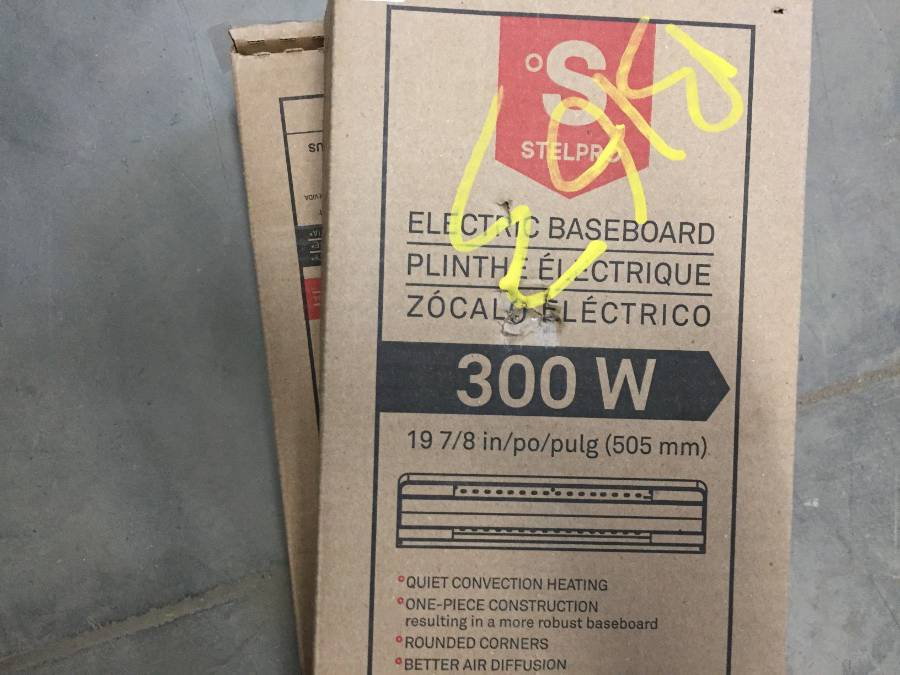 °S
STELPRO
ELECTRIC BASEBOARD
PLINTHE ÉLECTRIQUE
ZÓCALO ELÉCTRICO
300 W
19 7/8 in/po/pulg (505 mm)
°QUIET CONVECTION HEATING
°ONE-PIECE CONSTRUCTION
resulting in a more robust baseboard
°ROUNDED CORNERS
°BETTER AIR DIFFUSION